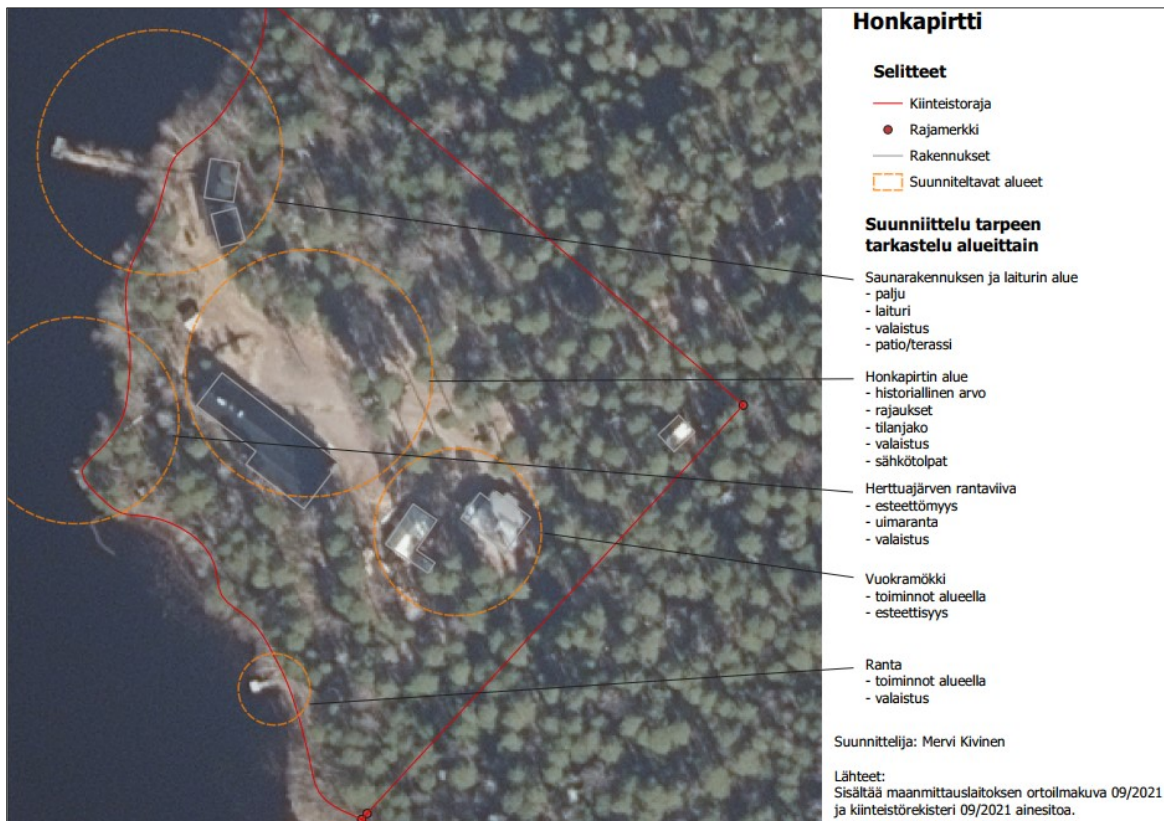 Honkapirtti
Selitteet
Kiinteistoraja
Rajamerkki
Rakennukset
Suunniteltavat alueet
Suunniittelu tarpeen
tarkastelu alueittain
Saunarakennuksen ja laiturin alue
- palju
- laituri
- valaistus
- patio/terassi
Honkapirtin alue
- historiallinen arvo
- rajaukset
- tilanjako
- valaistus
- sähkötolpat
Herttuajärven rantaviiva
- esteettömyys
- uimaranta
- valaistus
Vuokramökki
- toiminnot alueella
- esteettisyys
Ranta
- toiminnot alueella
- valaistus
Suunnittelija: Mervi Kivinen
Lähteet:
Sisältää maanmittauslaitoksen ortoilmakuva 09/2021
ja kiinteistörekisteri 09/2021 ainesitoa.